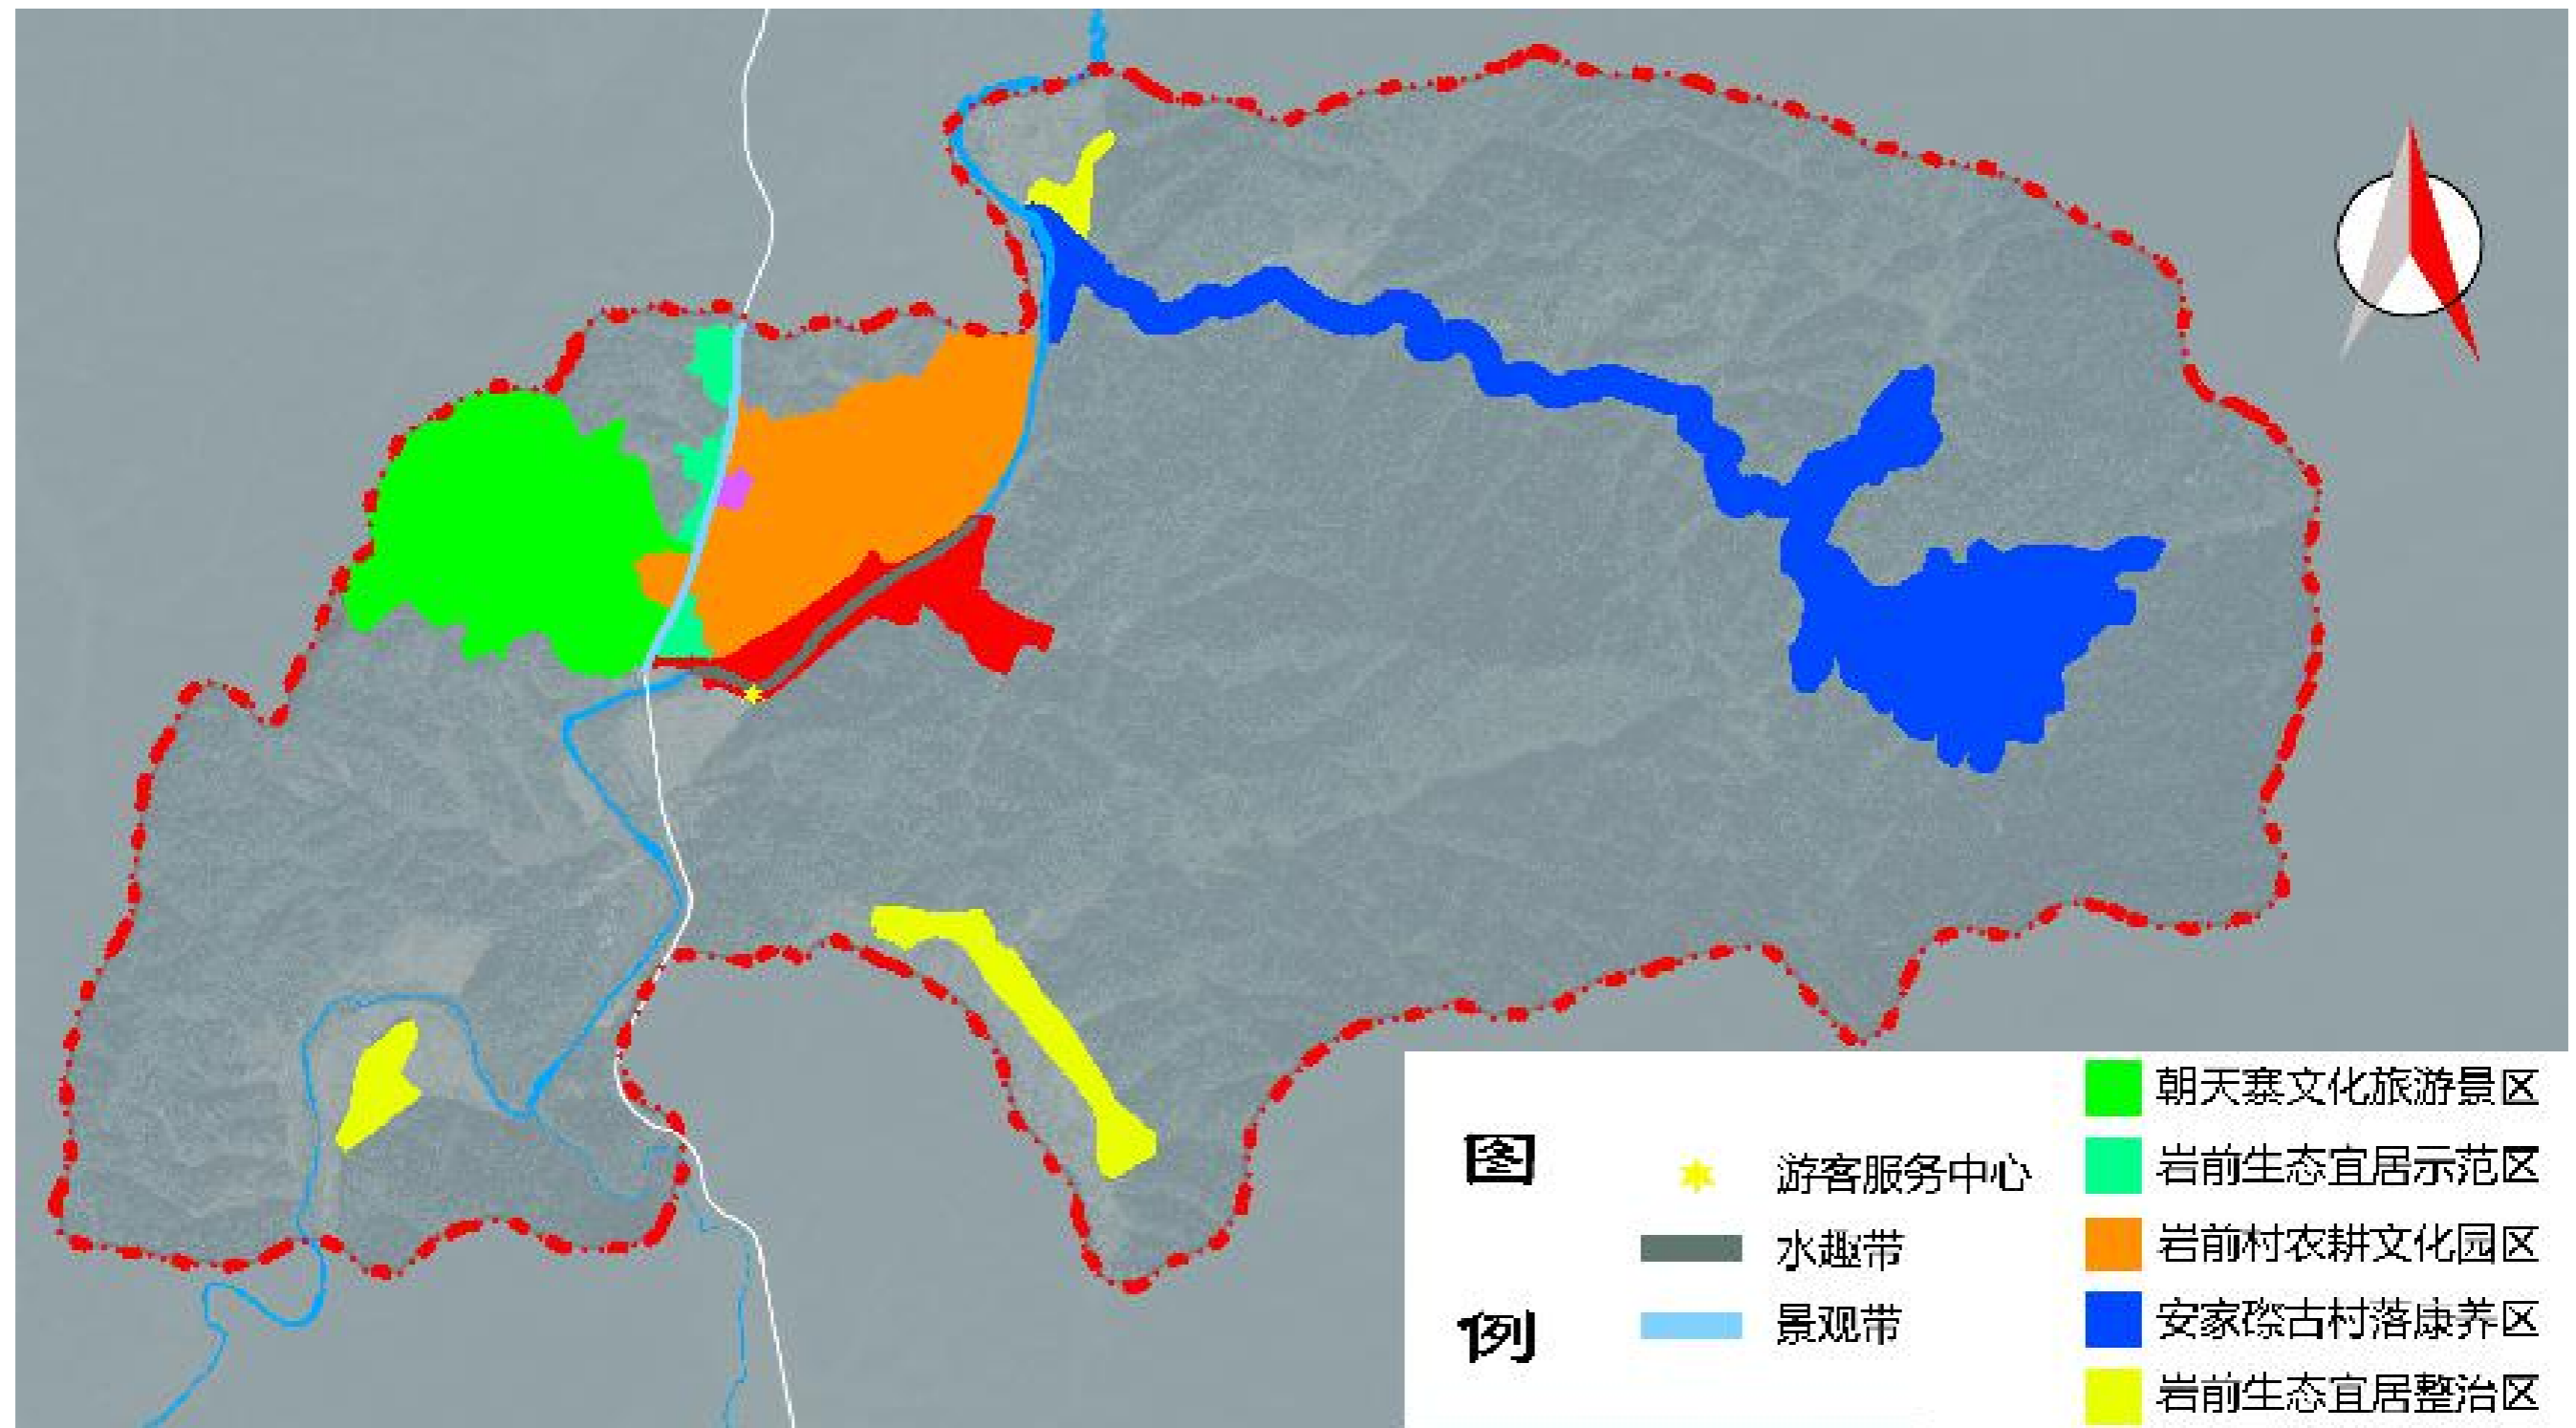 图
例
游客服务中心
水趣带
景观带
朝天寨文化旅游景区
岩前生态宜居示范区
岩前村农耕文化园区
安家漈古村落康养区
岩前生态宜居整治区